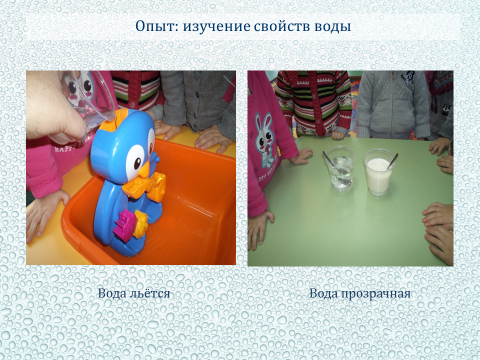 Опыт: изучение свойств воды
Вода льётся
Вода прозрачная